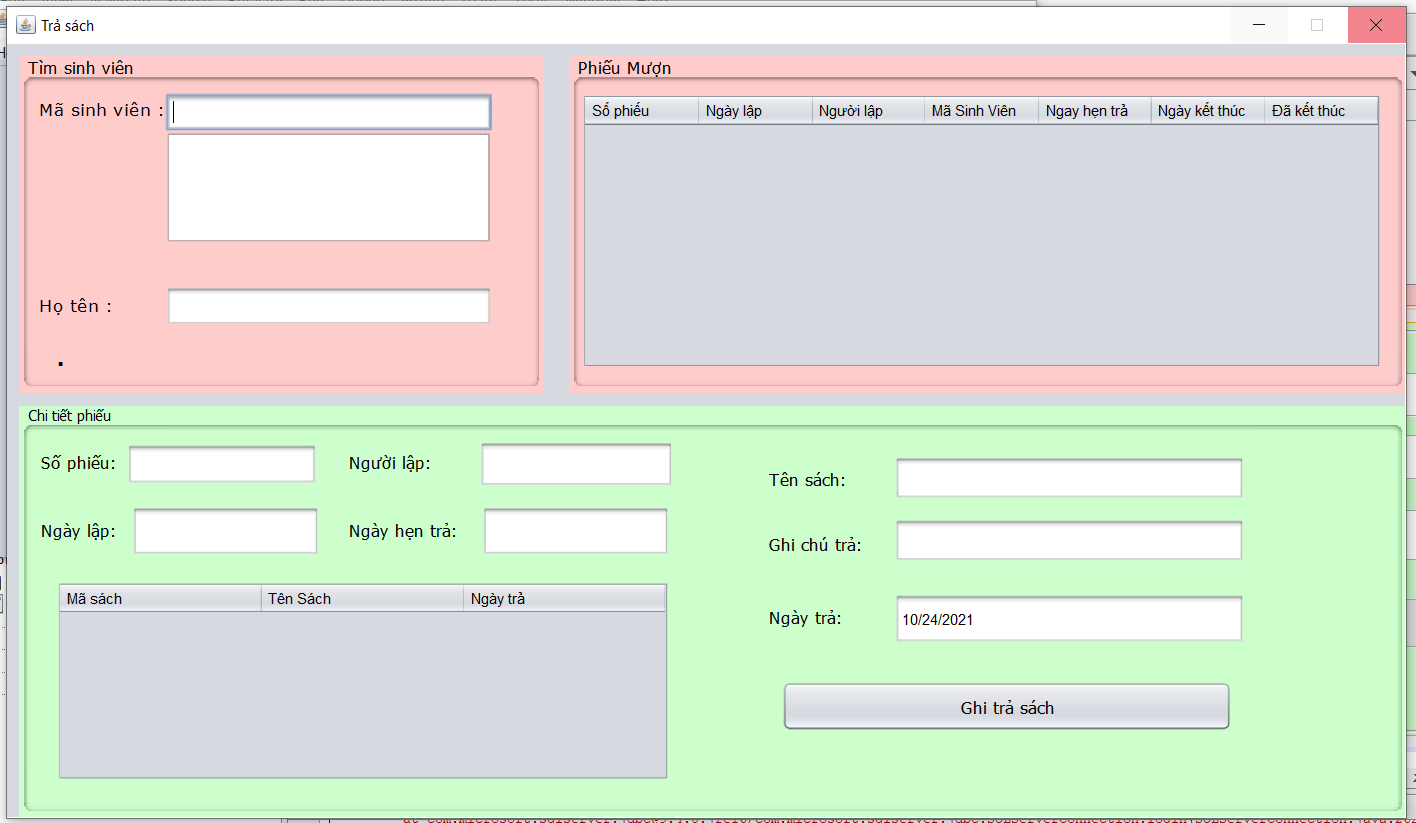 Trả sách
Tìm sinh viên
Mã sinh viên :
Họ tên :
.
Phiếu Mượn
Số phiếu Ngày lập Người lập Mã Sinh Viên Ngay hẹn trả Ngày kết thúc Đã kết thúc
Chi tiết phiếu
Số phiếu: Người lập:
Ngày lập: Ngày hẹn trả:
Mã sách Tên Sách Ngày trả
Tên sách:
Ghi chú trả:
Ngày trả: 10/24/2021
Ghi trả sách